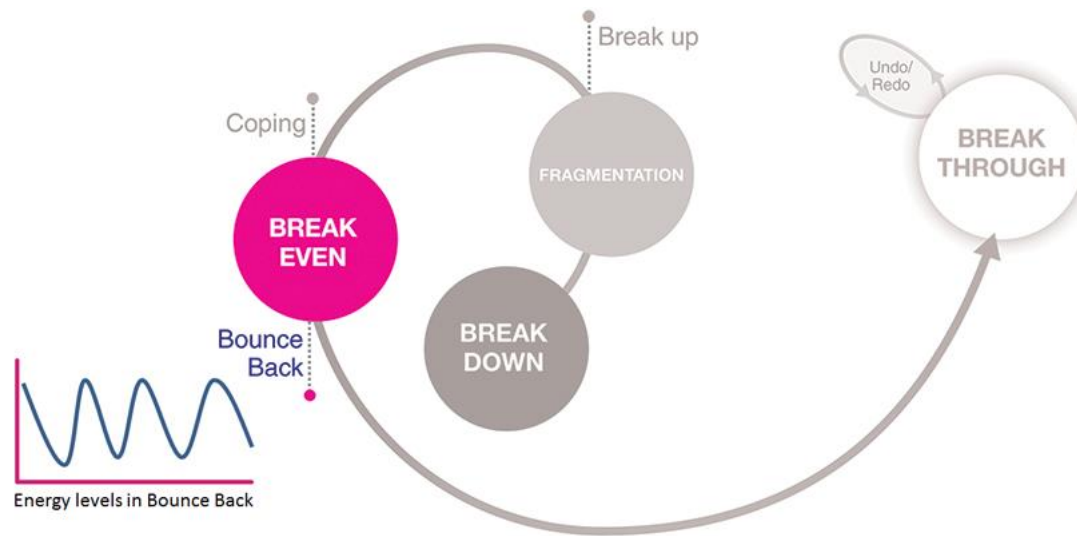 Break up
Undo/
Redo
Coping
BREAK
THROUGH
FRAGMENTATION
BREAK
EVEN
Bounce
Back
BREAK
DOWN
Energy levels in Bounce Back